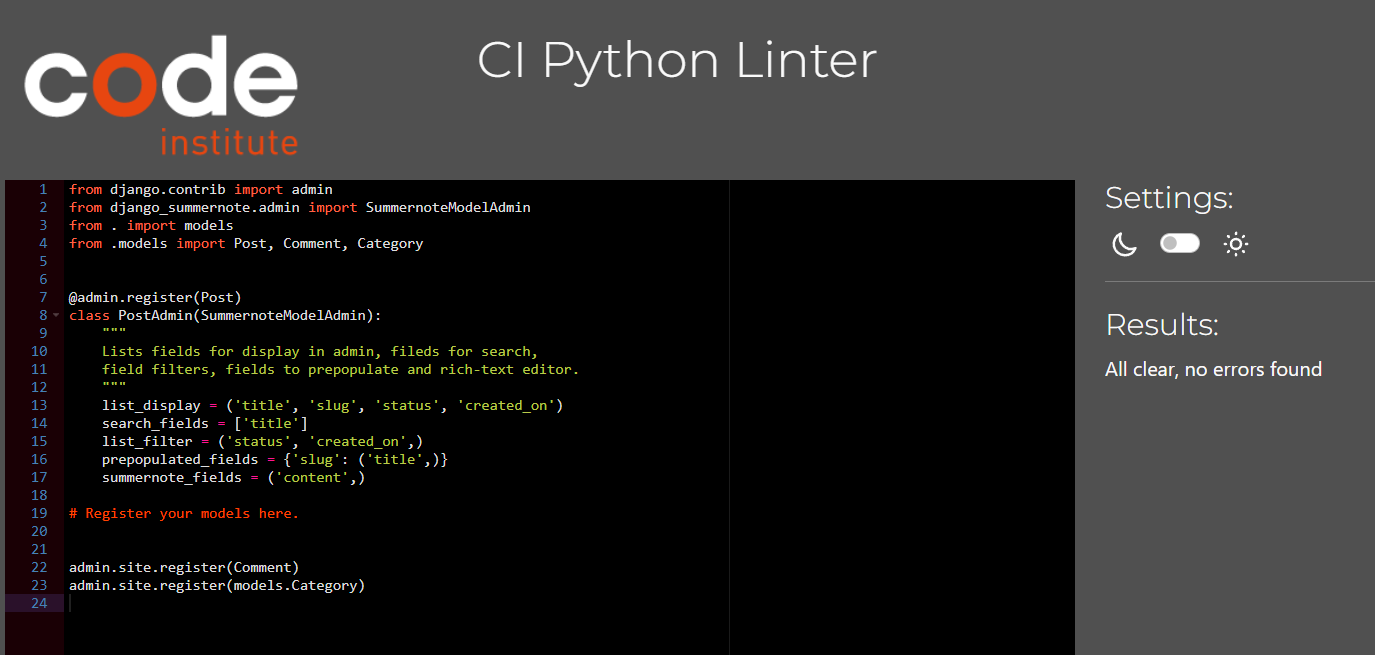 code
institute
CI Python Linter
1 from django.contrib import admin
2 from django_summernote.admin import SummernoteModelAdmin
3 from . import models
4 from .models import Post, Comment, Category
5
6
7 @admin.register(Post)
8 class PostAdmin(SummernoteModelAdmin):
9     """
10     Lists fields for display in admin, fileds for search,
11     field filters, fields to prepopulate and rich-text editor.
12     """
13     list_display = ('title', 'slug', 'status', 'created_on')
14     search_fields = ['title']
15     list_filter = ('status', 'created_on',)
16     prepopulated_fields = {'slug': ('title',)}
17     summernote_fields = ('content',)
18
19 # Register your models here.
20
21
22 admin.site.register(Comment)
23 admin.site.register(models.Category)
24
Settings:
Results:
All clear, no errors found